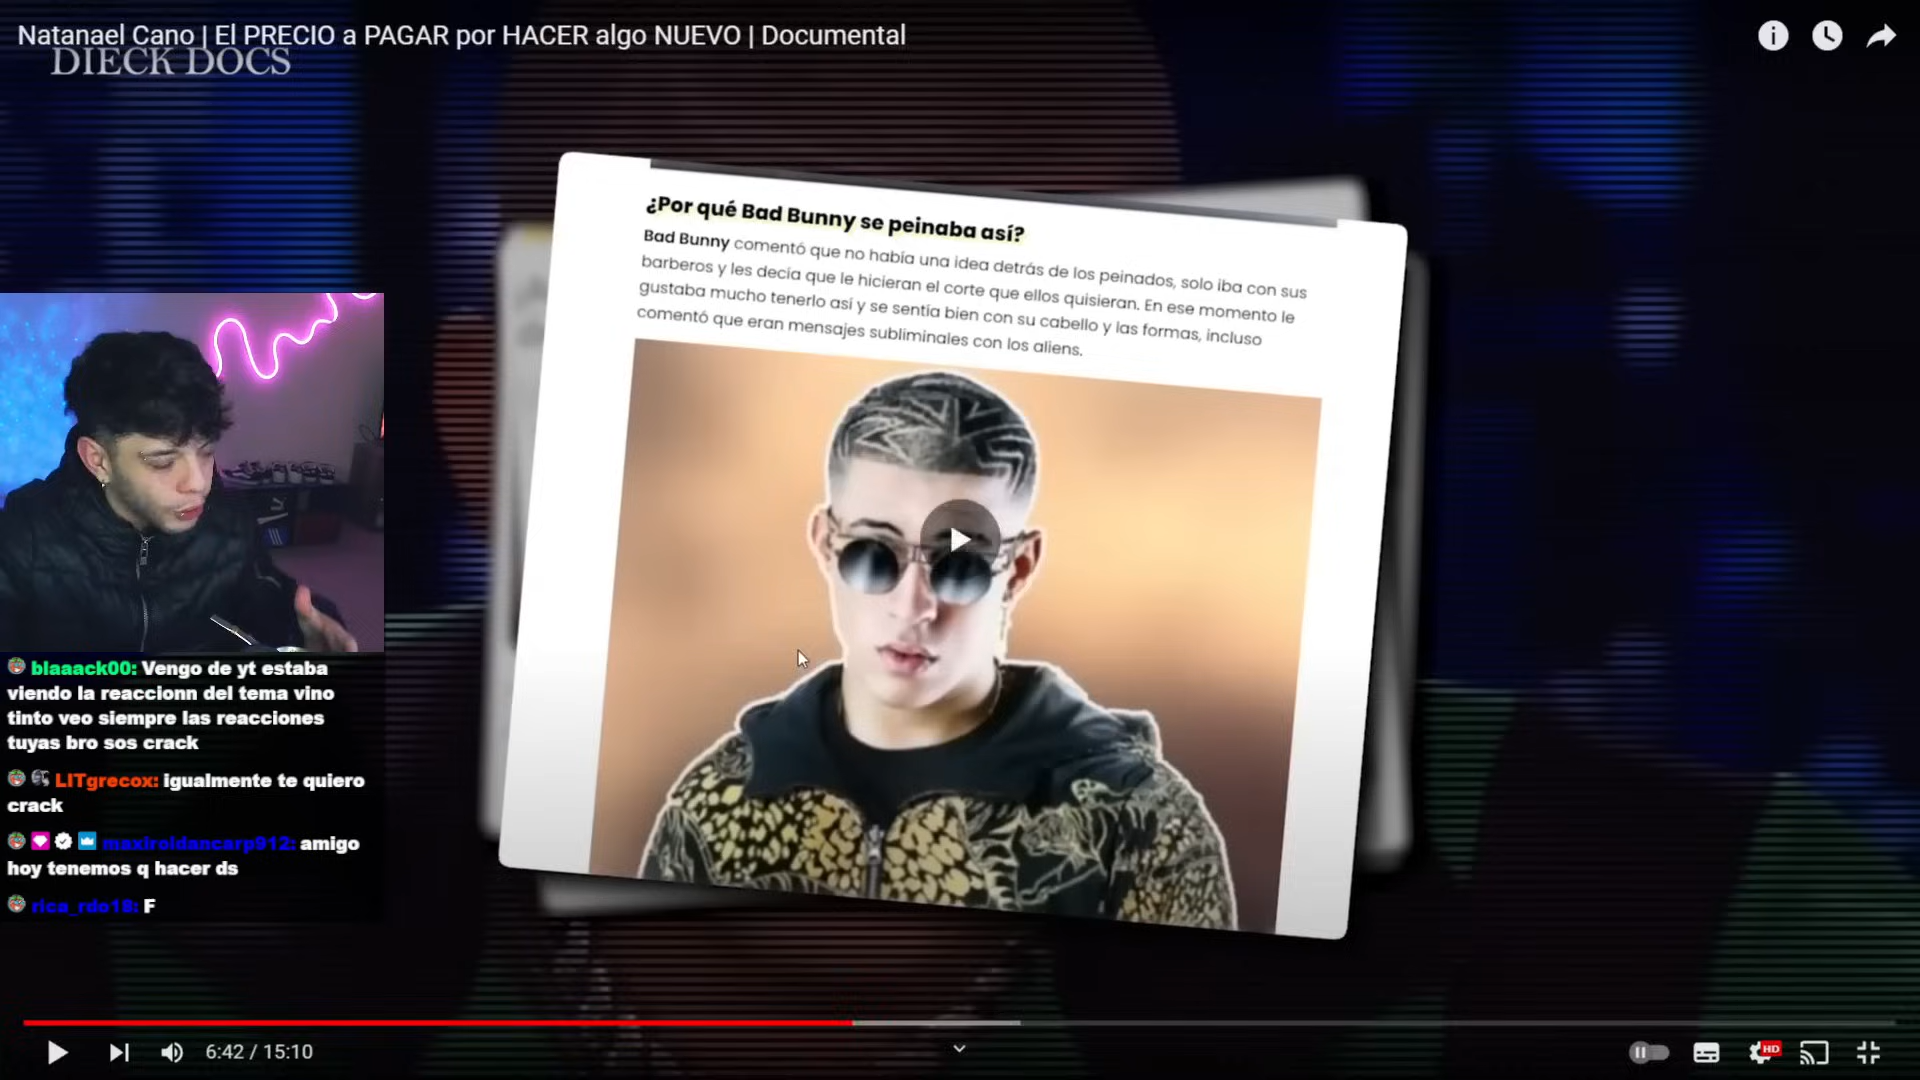 Natanael Cano | El PRECIO a PAGAR por HACER algo NUEVO | Documental
DIECK DOCS
¿Por qué Bad Bunny se peinaba así?
Bad Bunny comentó que no había una idea detrás de los peinados, solo iba con sus
barberos y les decía que le hicieran el corte que ellos quisieran. En ese momento le
gustaba mucho tenerlo así y se sentía bien con su cabello y las formas, incluso
comentó que eran mensajes subliminales con los aliens.
blaaack00: Vengo de yt estaba
viendo la reaccionn del tema vino
tinto veo siempre las reacciones
tuyas bro sos crack
LITgrecox: igualmente te quiero
crack
maxiroldancarp912: amigo
hoy tenemos q hacer ds
rica_rdo18: F
6:42 / 15:10
HD